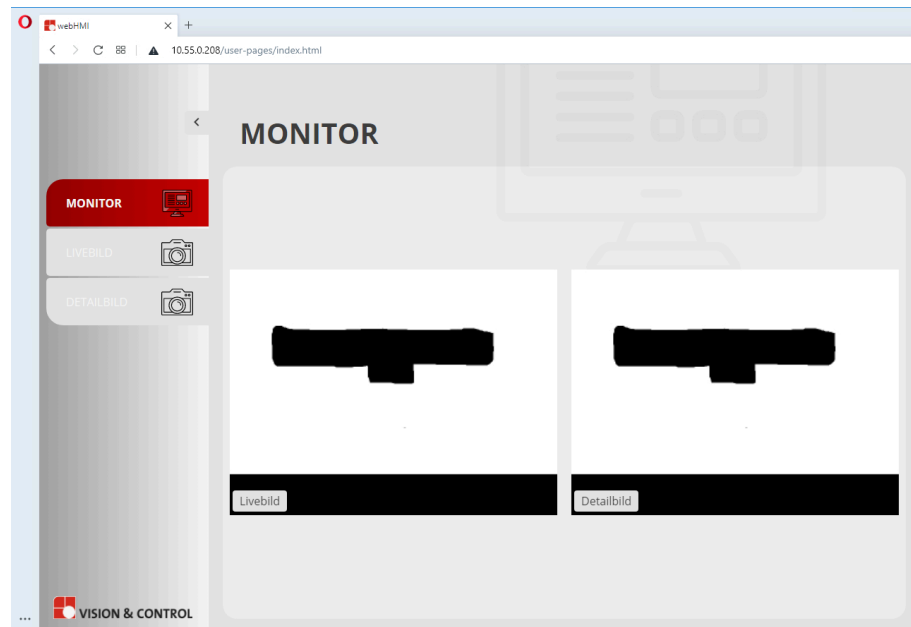 webHMI
10.55.0.208/user-pages/index.html
MONITOR
MONITOR
LIVEBILD
DETAILBILD
Livebild
Detailbild
VISION & CONTROL